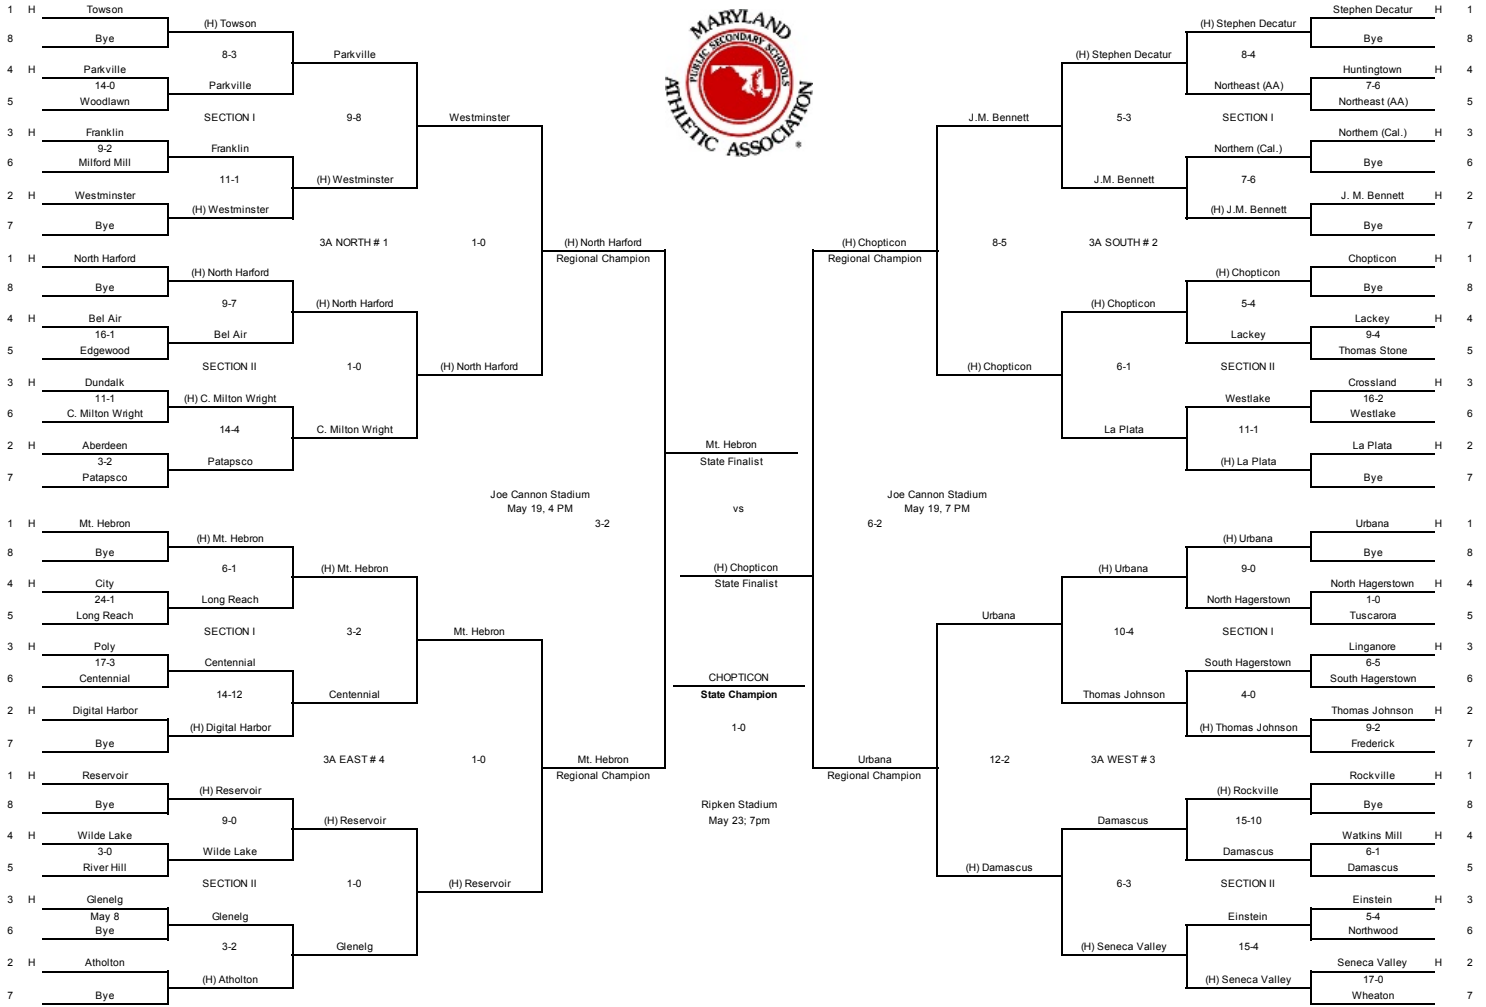 1 H Towson
8 Bye
(H) Towson
8-3
4 H Parkville
14-0
5 Woodlawn
Parkville
Parkville
SECTION I
9-8
3 H Franklin
9-2
6 Milford Mill
Franklin
11-1
2 H Westminster
7 Bye
(H) Westminster
(H) Westminster
Westminster
3A NORTH # 1
1-0
1 H North Harford
8 Bye
(H) North Harford
9-7
4 H Bel Air
16-1
5 Edgewood
Bel Air
(H) North Harford
SECTION II
1-0
3 H Dundalk
11-1
6 C. Milton Wright
(H) C. Milton Wright
14-4
2 H Aberdeen
3-2
7 Patapsco
Patapsco
C. Milton Wright
(H) North Harford
(H) North Harford
Regional Champion
Joe Cannon Stadium
May 19, 4 PM
3-2
1 H Mt. Hebron
8 Bye
(H) Mt. Hebron
6-1
4 H City
24-1
5 Long Reach
Long Reach
(H) Mt. Hebron
SECTION I
3-2
3 H Poly
17-3
6 Centennial
Centennial
14-12
2 H Digital Harbor
7 Bye
(H) Digital Harbor
Centennial
Mt. Hebron
3A EAST # 4
1-0
1 H Reservoir
8 Bye
(H) Reservoir
9-0
4 H Wilde Lake
3-0
5 River Hill
Wilde Lake
(H) Reservoir
SECTION II
1-0
3 H Glenelg
May 8
6 Bye
Glenelg
3-2
2 H Atholton
7 Bye
(H) Atholton
Glenelg
(H) Reservoir
Mt. Hebron
Regional Champion
MARYLAND
PUBLIC SECONDARY SCHOOLS
ATHLETIC ASSOCIATION
®
Mt. Hebron
State Finalist
vs
(H) Chopticon
State Finalist
CHOPTICON
State Champion
1-0
Ripken Stadium
May 23; 7pm
Stephen Decatur H 1
Bye 8
(H) Stephen Decatur
8-4
Huntingtown H 4
7-6
Northeast (AA) 5
Northeast (AA)
(H) Stephen Decatur
SECTION I
5-3
Northern (Cal.) H 3
Bye 6
Northern (Cal.)
7-6
J. M. Bennett H 2
Bye 7
(H) J.M. Bennett
J.M. Bennett
J.M. Bennett
3A SOUTH # 2
8-5
Chopticon H 1
Bye 8
(H) Chopticon
5-4
Lackey H 4
9-4
Thomas Stone 5
Lackey
(H) Chopticon
SECTION II
6-1
Crossland H 3
16-2
Westlake 6
Westlake
11-1
La Plata H 2
Bye 7
(H) La Plata
La Plata
(H) Chopticon
(H) Chopticon
Regional Champion
Joe Cannon Stadium
May 19, 7 PM
6-2
Urbana H 1
Bye 8
(H) Urbana
9-0
North Hagerstown H 4
1-0
Tuscarora 5
North Hagerstown
(H) Urbana
SECTION I
10-4
Linganore H 3
6-5
South Hagerstown 6
South Hagerstown
4-0
Thomas Johnson H 2
9-2
Frederick 7
(H) Thomas Johnson
Thomas Johnson
Urbana
3A WEST # 3
12-2
Rockville H 1
Bye 8
(H) Rockville
15-10
Watkins Mill H 4
6-1
Damascus 5
Damascus
Damascus
SECTION II
6-3
Einstein H 3
5-4
Northwood 6
Einstein
15-4
Seneca Valley H 2
17-0
Wheaton 7
(H) Seneca Valley
(H) Seneca Valley
(H) Damascus
Urbana
Regional Champion